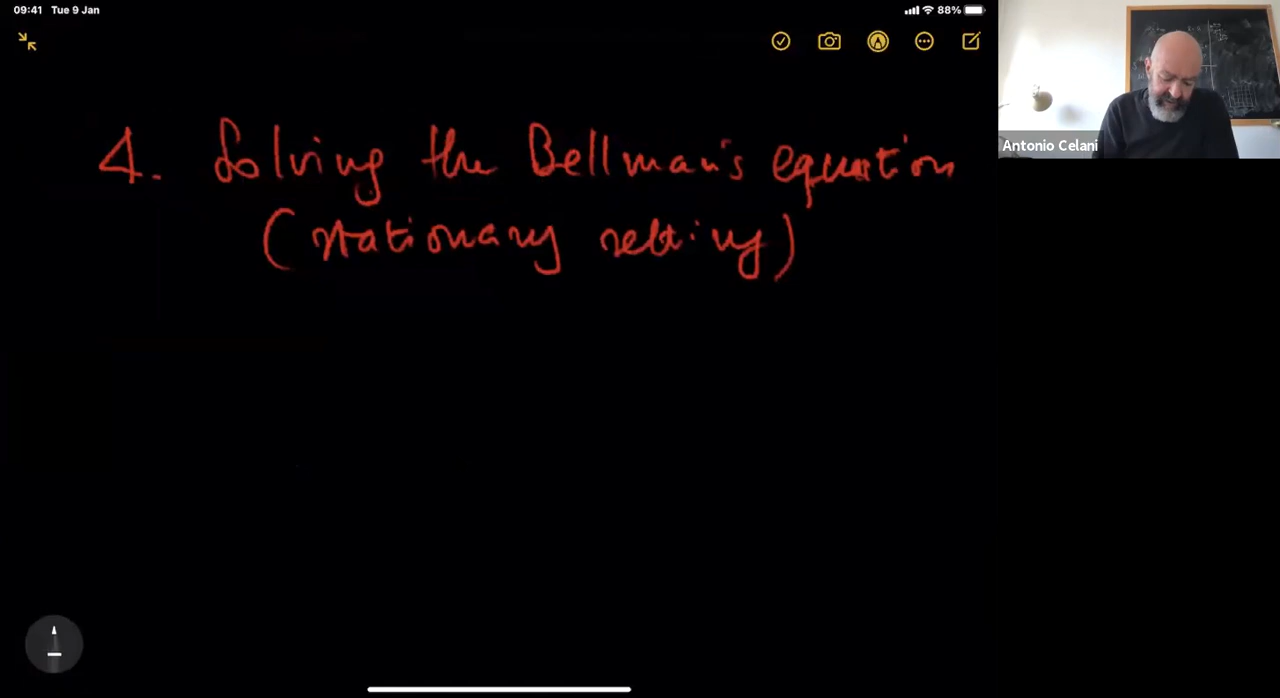 09:41 Tue 9 Jan
88%
4. Solving the Bellman's equation
(stationary setting)
Antonio Celani